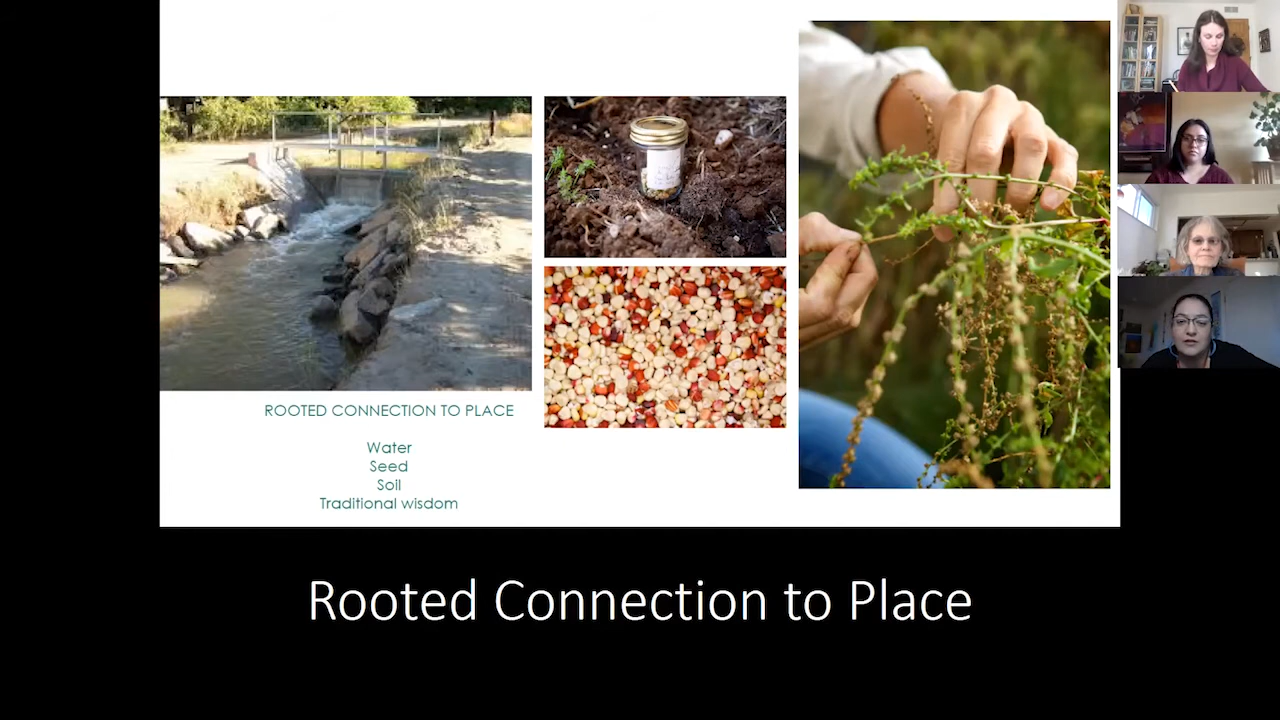 ROOTED CONNECTION TO PLACE
Water
Seed
Soil
Traditional wisdom
Rooted Connection to Place